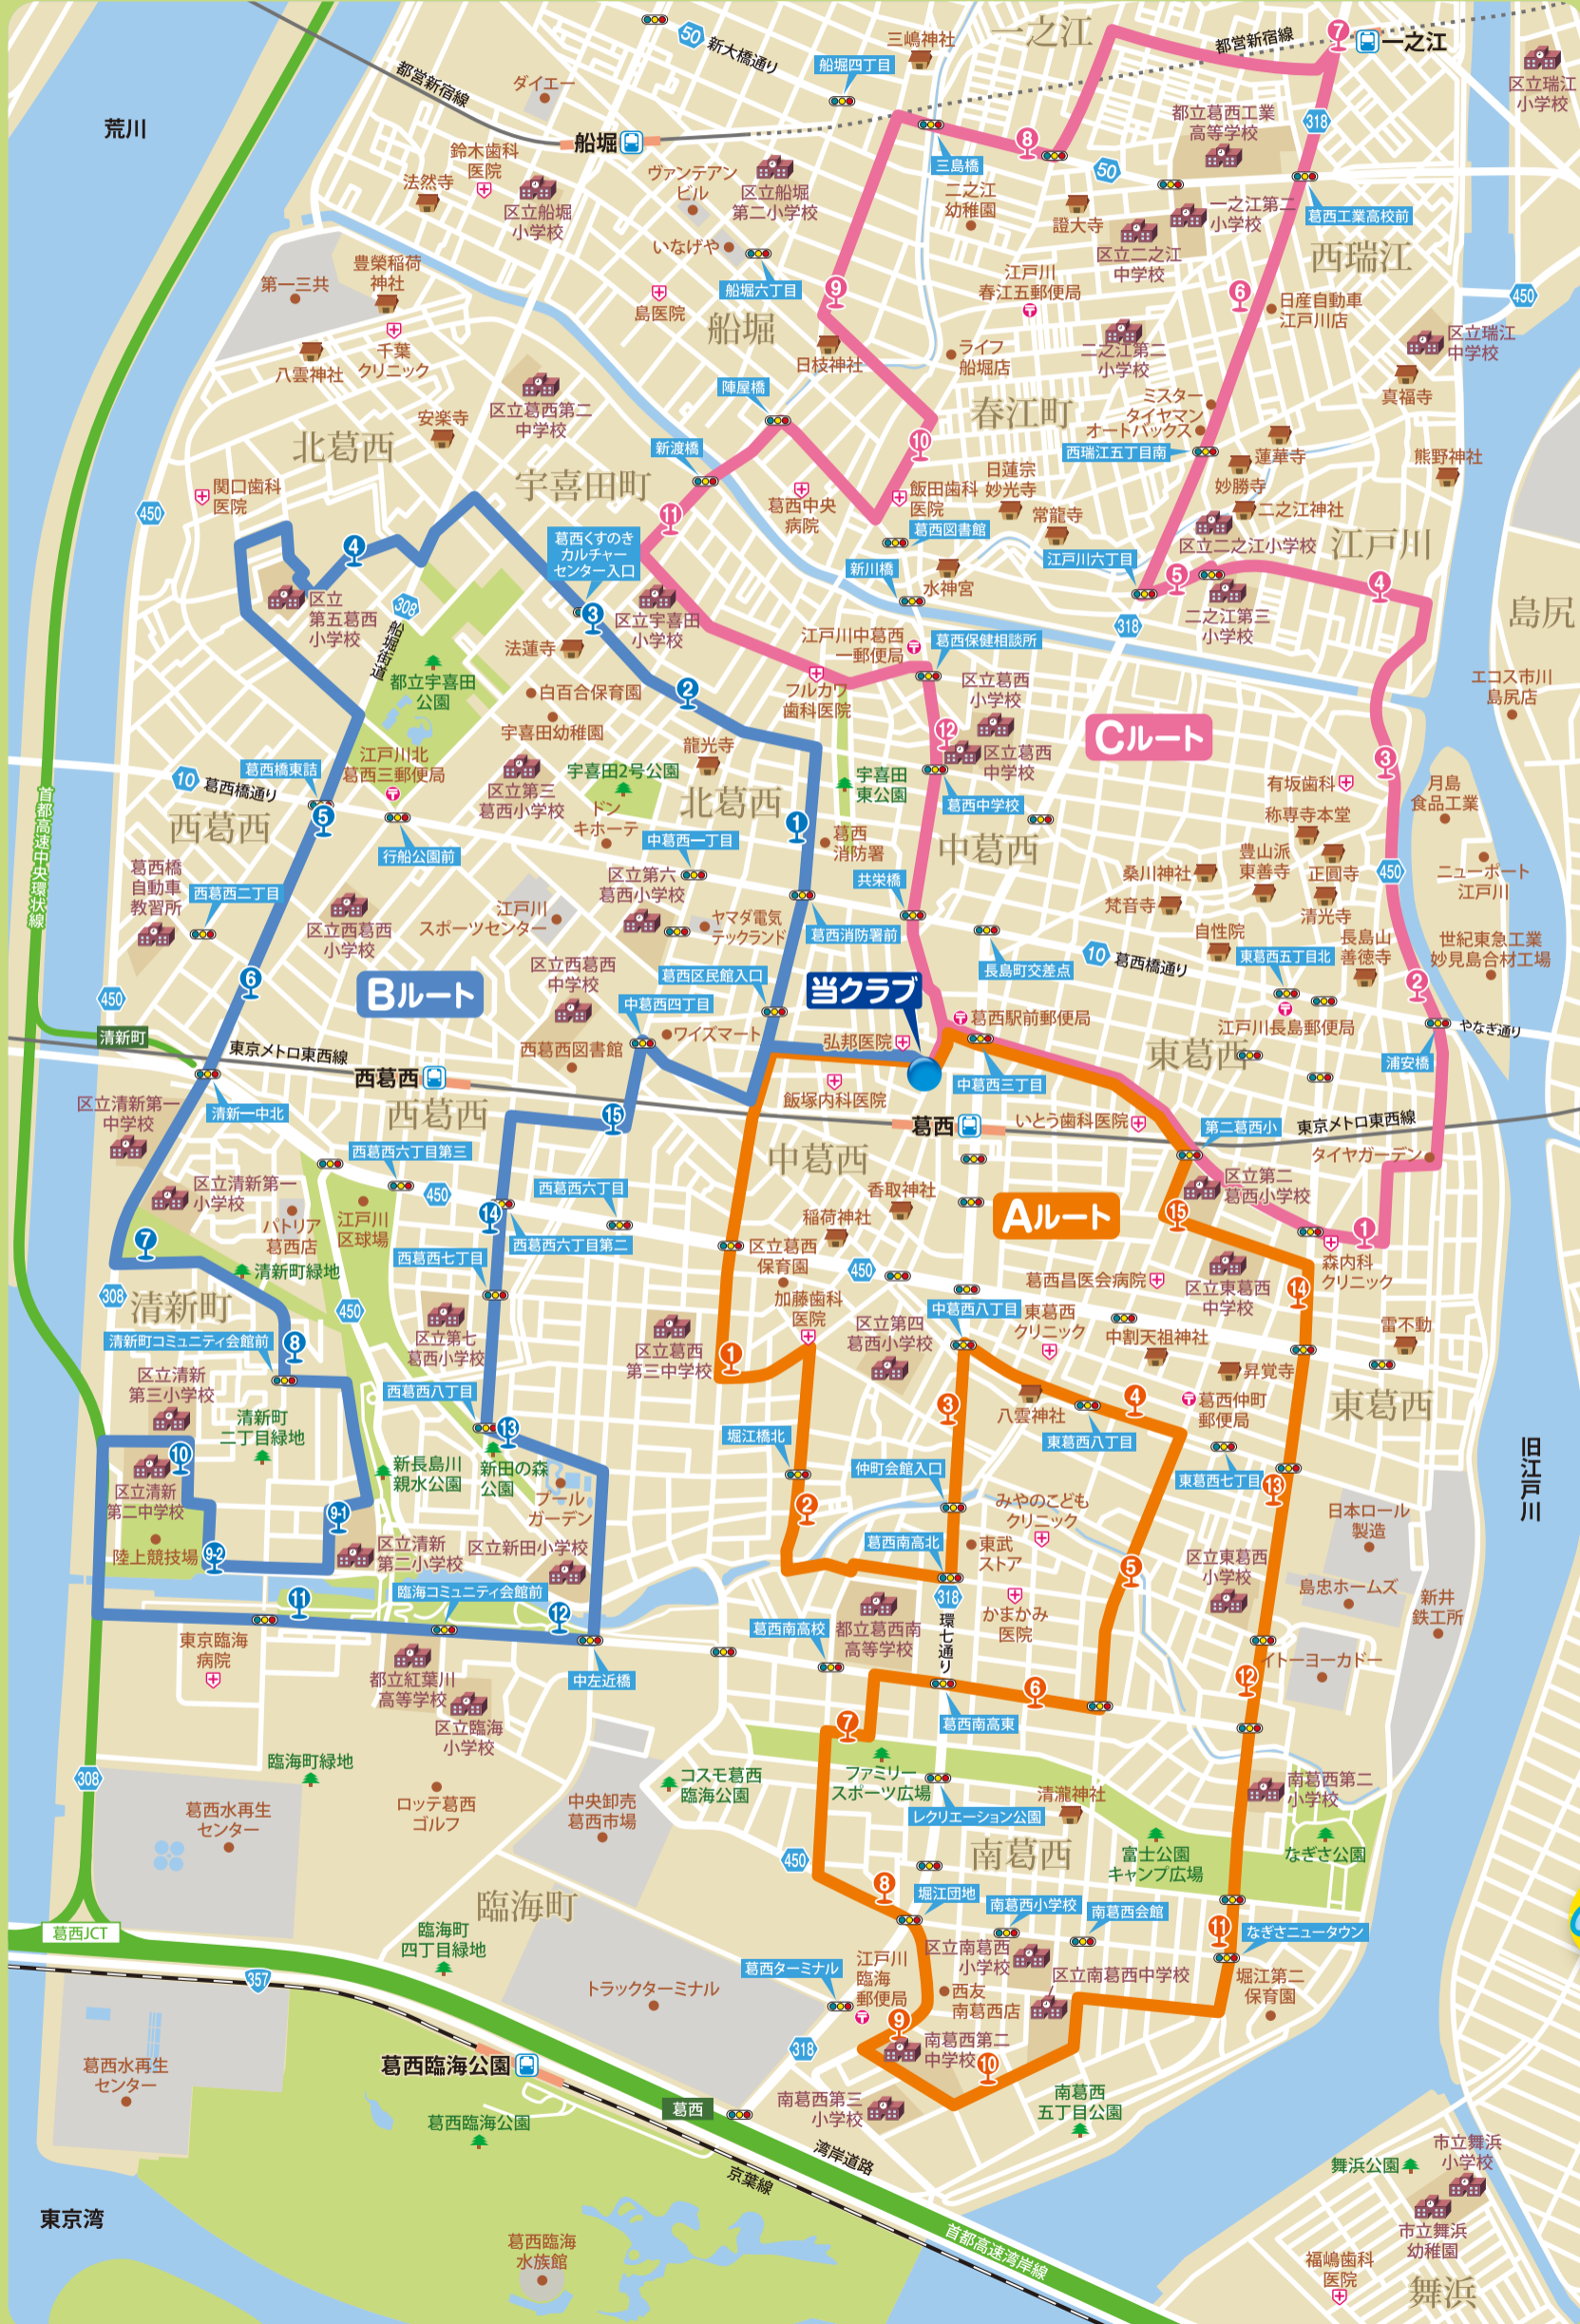 50
新大橋通り
三嶋神社
一之江
都営新宿線
7
一之江
区立瑞江
小学校
船堀四丁目
都営新宿線
ダイエー
荒川
船堀
鈴木歯科
医院
法然寺
区立船堀
小学校
ヴァンテアン
ビル
区立船堀
第二小学校
三島橋
8
50
都立葛西工業
高等学校
318
二之江
幼稚園
證大寺
一之江第二
小学校
葛西工業高校前
区立二之江
中学校
西瑞江
いなげや
船堀六丁目
9
江戸川
春江五郵便局
6
日産自動車
江戸川店
450
第一三共
豊榮稲荷
神社
島医院
船堀
千葉
クリニック
八雲神社
日枝神社
ライフ
船堀店
二之江第二
小学校
区立瑞江
中学校
真福寺
陣屋橋
区立葛西第二
中学校
安楽寺
北葛西
春江町
ミスター
タイヤマン
オートバックス
西瑞江五丁目南
10
新渡橋
宇喜田町
蓮華寺
熊野神社
妙勝寺
関口歯科
医院
450
葛西中央
病院
飯田歯科
医院
日蓮宗
妙光寺
常龍寺
二之江神社
11
葛西図書館
区立二之江小学校
江戸川
葛西くすのき
カルチャー
センター入口
4
新川橋
水神宮
江戸川六丁目
5
4
島尻
区立
第五葛西
小学校
308
船堀街道
3
区立宇喜田
小学校
二之江第三
小学校
318
法蓮寺
江戸川中葛西
一郵便局
葛西保健相談所
都立宇喜田
公園
白百合保育園
2
フルカワ
歯科医院
区立葛西
小学校
エコス市川
島尻店
宇喜田幼稚園
龍光寺
12
区立葛西
中学校
Cルート
3
江戸川北
葛西三郵便局
葛西橋東詰
10
葛西橋通り
区立第三
葛西小学校
宇喜田2号公園
北葛西
宇喜田
東公園
葛西中学校
有坂歯科
月島
食品工業
首都高速中央環状線
西葛西
5
ドン
キホーテ
1
葛西
消防署
中葛西
称専寺本堂
行船公園前
中葛西一丁目
豊山派
東善寺
正圓寺
450
ニューポート
江戸川
葛西橋
自動車
教習所
西葛西二丁目
区立第六
葛西小学校
共栄橋
桑川神社
梵音寺
清光寺
区立西葛西
小学校
江戸川
スポーツセンター
ヤマダ電気
テックランド
葛西消防署前
自性院
長島山
善徳寺
世紀東急工業
妙見島合材工場
6
区立西葛西
中学校
葛西区民館入口
長島町交差点
10
葛西橋通り
東葛西五丁目北
2
450
Bルート
中葛西四丁目
当クラブ
清新町
東京メトロ東西線
ワイズマート
西葛西図書館
弘邦医院
葛西駅前郵便局
江戸川長島郵便局
やなぎ通り
東葛西
浦安橋
西葛西
清新一中北
飯塚内科医院
中葛西三丁目
区立清新第一
中学校
西葛西
15
葛西
いとう歯科医院
第二葛西小
東京メトロ東西線
タイヤガーデン
西葛西六丁目第三
450
中葛西
区立清新第一
小学校
西葛西六丁目
香取神社
区立第二
葛西小学校
14
パトリア
葛西店
江戸川
区球場
西葛西六丁目第二
稲荷神社
Aルート
15
1
7
西葛西七丁目
区立葛西
保育園
450
葛西昌医会病院
区立東葛西
中学校
森内科
クリニック
清新町緑地
308
清新町
450
14
加藤歯科
医院
中葛西八丁目
東葛西
クリニック
中割天祖神社
雷不動
清新町コミュニティ会館前
8
区立第七
葛西小学校
区立葛西
第三中学校
1
区立第四
葛西小学校
昇覚寺
区立清新
第三小学校
西葛西八丁目
3
八雲神社
4
葛西仲町
郵便局
東葛西
清新町
二丁目緑地
13
堀江橋北
東葛西八丁目
10
新長島川
親水公園
新田の森
公園
仲町会館入口
東葛西七丁目
13
旧江戸川
区立清新
第二中学校
プール
ガーデン
2
みやのこども
クリニック
日本ロール
製造
9-1
葛西南高北
東武
ストア
陸上競技場
9-2
区立清新
第二小学校
区立新田小学校
5
区立東葛西
小学校
島忠ホームズ
11
臨海コミュニティ会館前
12
318
環七通り
かまかみ
医院
新井
鉄工所
葛西南高校
都立葛西南
高等学校
東京臨海
病院
イトーヨーカドー
都立紅葉川
高等学校
中左近橋
12
6
区立臨海
小学校
7
葛西南高東
臨海町緑地
308
コスモ葛西
臨海公園
ファミリー
スポーツ広場
清瀧神社
南葛西第二
小学校
葛西水再生
センター
ロッテ葛西
ゴルフ
中央卸売
葛西市場
レクリエーション公園
450
南葛西
富士公園
キャンプ広場
なぎさ公園
8
堀江団地
南葛西小学校
南葛西会館
臨海町
葛西JCT
臨海町
四丁目緑地
11
なぎさニュータウン
357
葛西ターミナル
江戸川
臨海
郵便局
区立南葛西
小学校
区立南葛西中学校
トラックターミナル
西友
南葛西店
堀江第二
保育園
9
318
南葛西第二
中学校
10
葛西水再生
センター
葛西臨海公園
南葛西
五丁目公園
葛西
南葛西第三
小学校
葛西臨海公園
湾岸道路
京葉線
市立舞浜
小学校
舞浜公園
東京湾
市立舞浜
幼稚園
葛西臨海
水族館
首都高速湾岸線
福嶋歯科
医院
舞浜